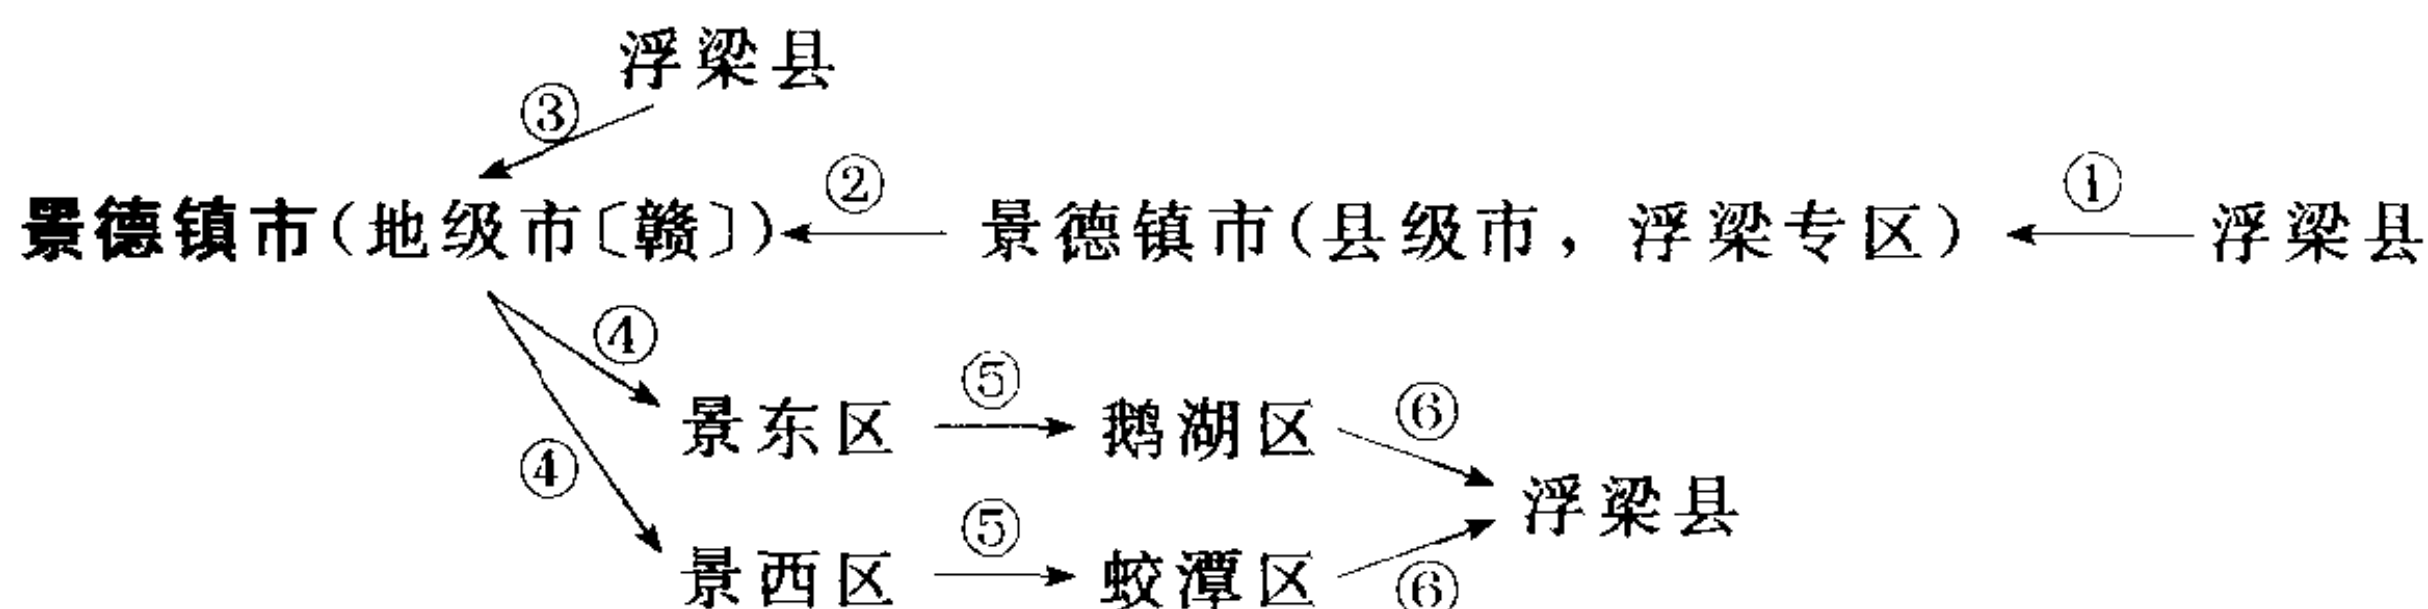 浮梁县
③
② ①
景德镇市(地级市〔赣〕) 景德镇市(县级市，浮梁专区) 浮梁县
④
⑤ ⑥
景东区 鹅湖区
④
浮梁县
⑤
景西区 蛟潭区 ⑥